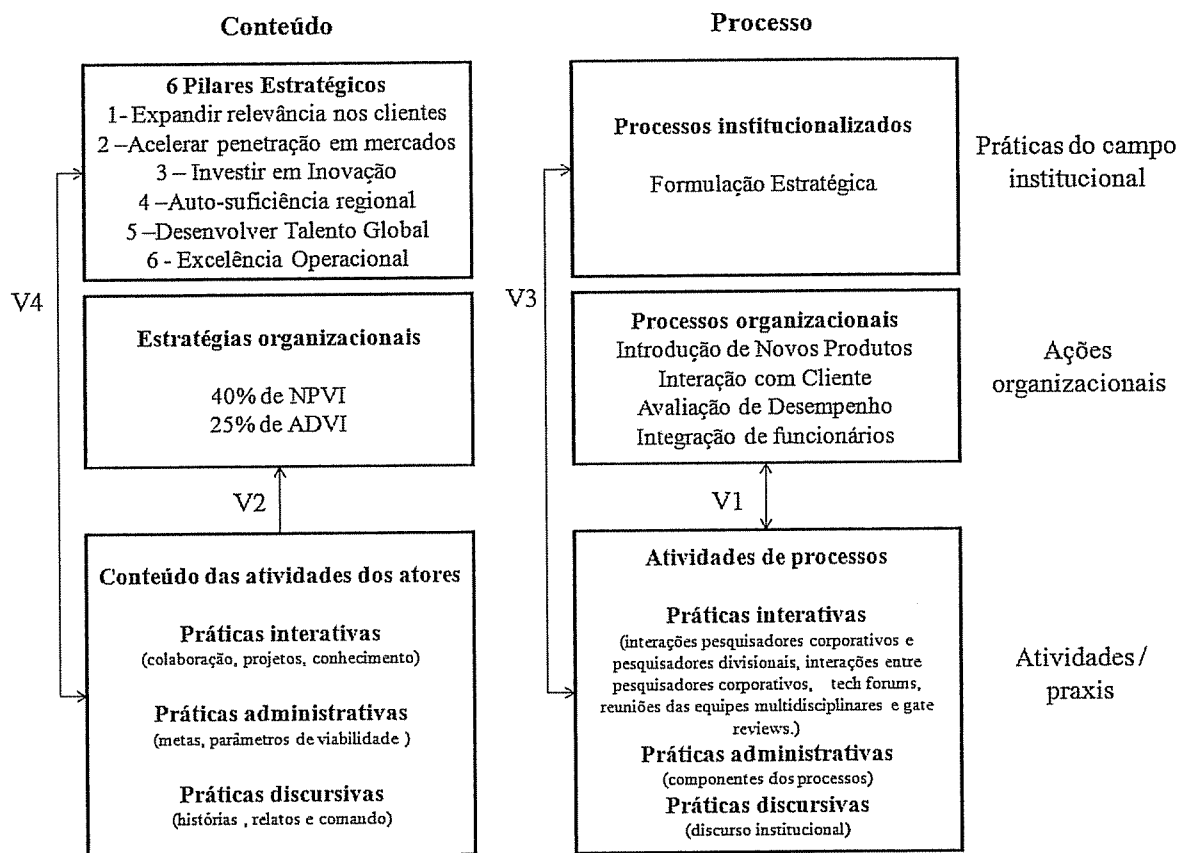 Conteúdo
6 Pilares Estratégicos
1- Expandir relevância nos clientes
2 –Acelerar penetração em mercados
3 – Investir em Inovação
4 –Auto-suficiência regional
5 –Desenvolver Talento Global
6 - Excelência Operacional
V4
Estratégias organizacionais
40% de NPVI
25% de ADVI
V2
Conteúdo das atividades dos atores
Práticas interativas
(colaboração, projetos, conhecimento)
Práticas administrativas
(metas, parâmetros de viabilidade )
Práticas discursivas
(histórias , relatos e comando)
Processo
Processos institucionalizados
Formulação Estratégica
V3
Processos organizacionais
Introdução de Novos Produtos
Interação com Cliente
Avaliação de Desempenho
Integração de funcionários
V1
Atividades de processos
Práticas interativas
(interações pesquisadores corporativos e
pesquisadores divisionais, interações entre
pesquisadores corporativos, tech forums,
reuniões das equipes multidisciplinares e gate
reviews.)
Práticas administrativas
(componentes dos processos)
Práticas discursivas
(discurso institucional)
Práticas do campo
institucional
Ações
organizacionais
Atividades /
praxis